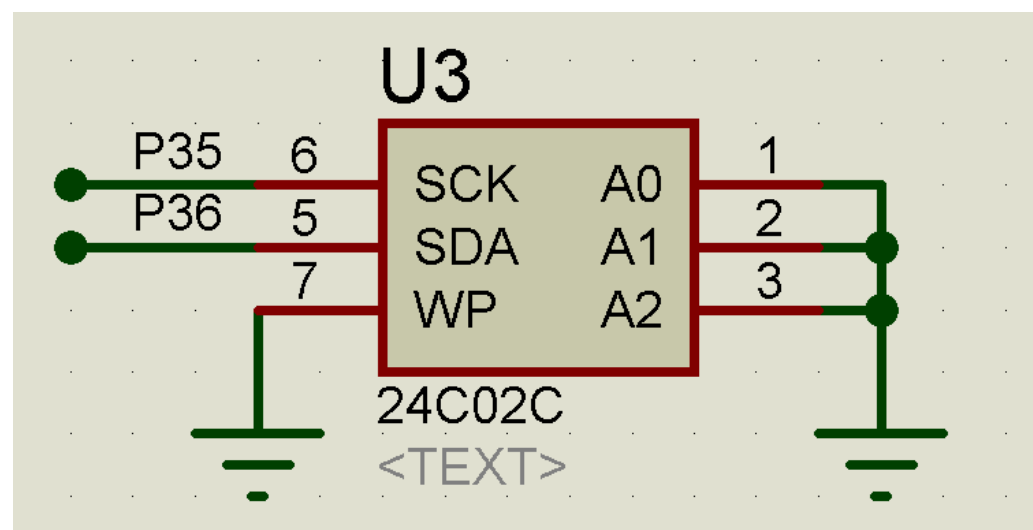 U3
P35 6 SCK A0 1
P36 5 SDA A1 2
7 WP A2 3
24C02C
<TEXT>